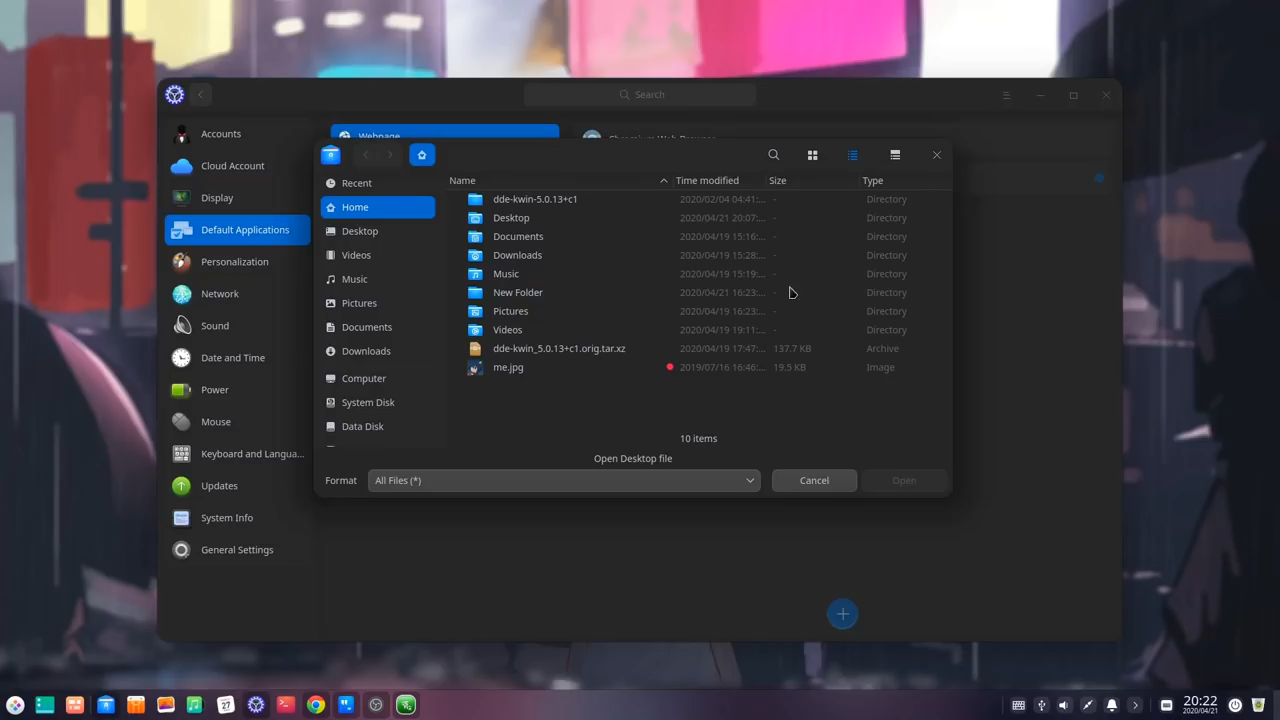 Search
Accounts
Cloud Account
Display
Default Applications
Personalization
Network
Sound
Date and Time
Power
Mouse
Keyboard and Langua...
Updates
System Info
General Settings
Webpage
Chromium Web Browser
Recent
Home
Desktop
Videos
Music
Pictures
Documents
Downloads
Computer
System Disk
Data Disk
Name Time modified Size Type
dde-kwin-5.0.13+c1 2020/02/04 04:41:... - Directory
Desktop 2020/04/21 20:07:... - Directory
Documents 2020/04/19 15:16:... - Directory
Downloads 2020/04/19 15:28:... - Directory
Music 2020/04/19 15:19:... - Directory
New Folder 2020/04/21 16:23:... - Directory
Pictures 2020/04/19 16:23:... - Directory
Videos 2020/04/19 19:11:... - Directory
dde-kwin_5.0.13+c1.orig.tar.xz 2020/04/19 17:47:... 137.7 KB Archive
me.jpg 2019/07/16 16:46:... 19.5 KB Image
10 items
Open Desktop file
Format All Files (*) Cancel Open
27
20:22
2020/04/21